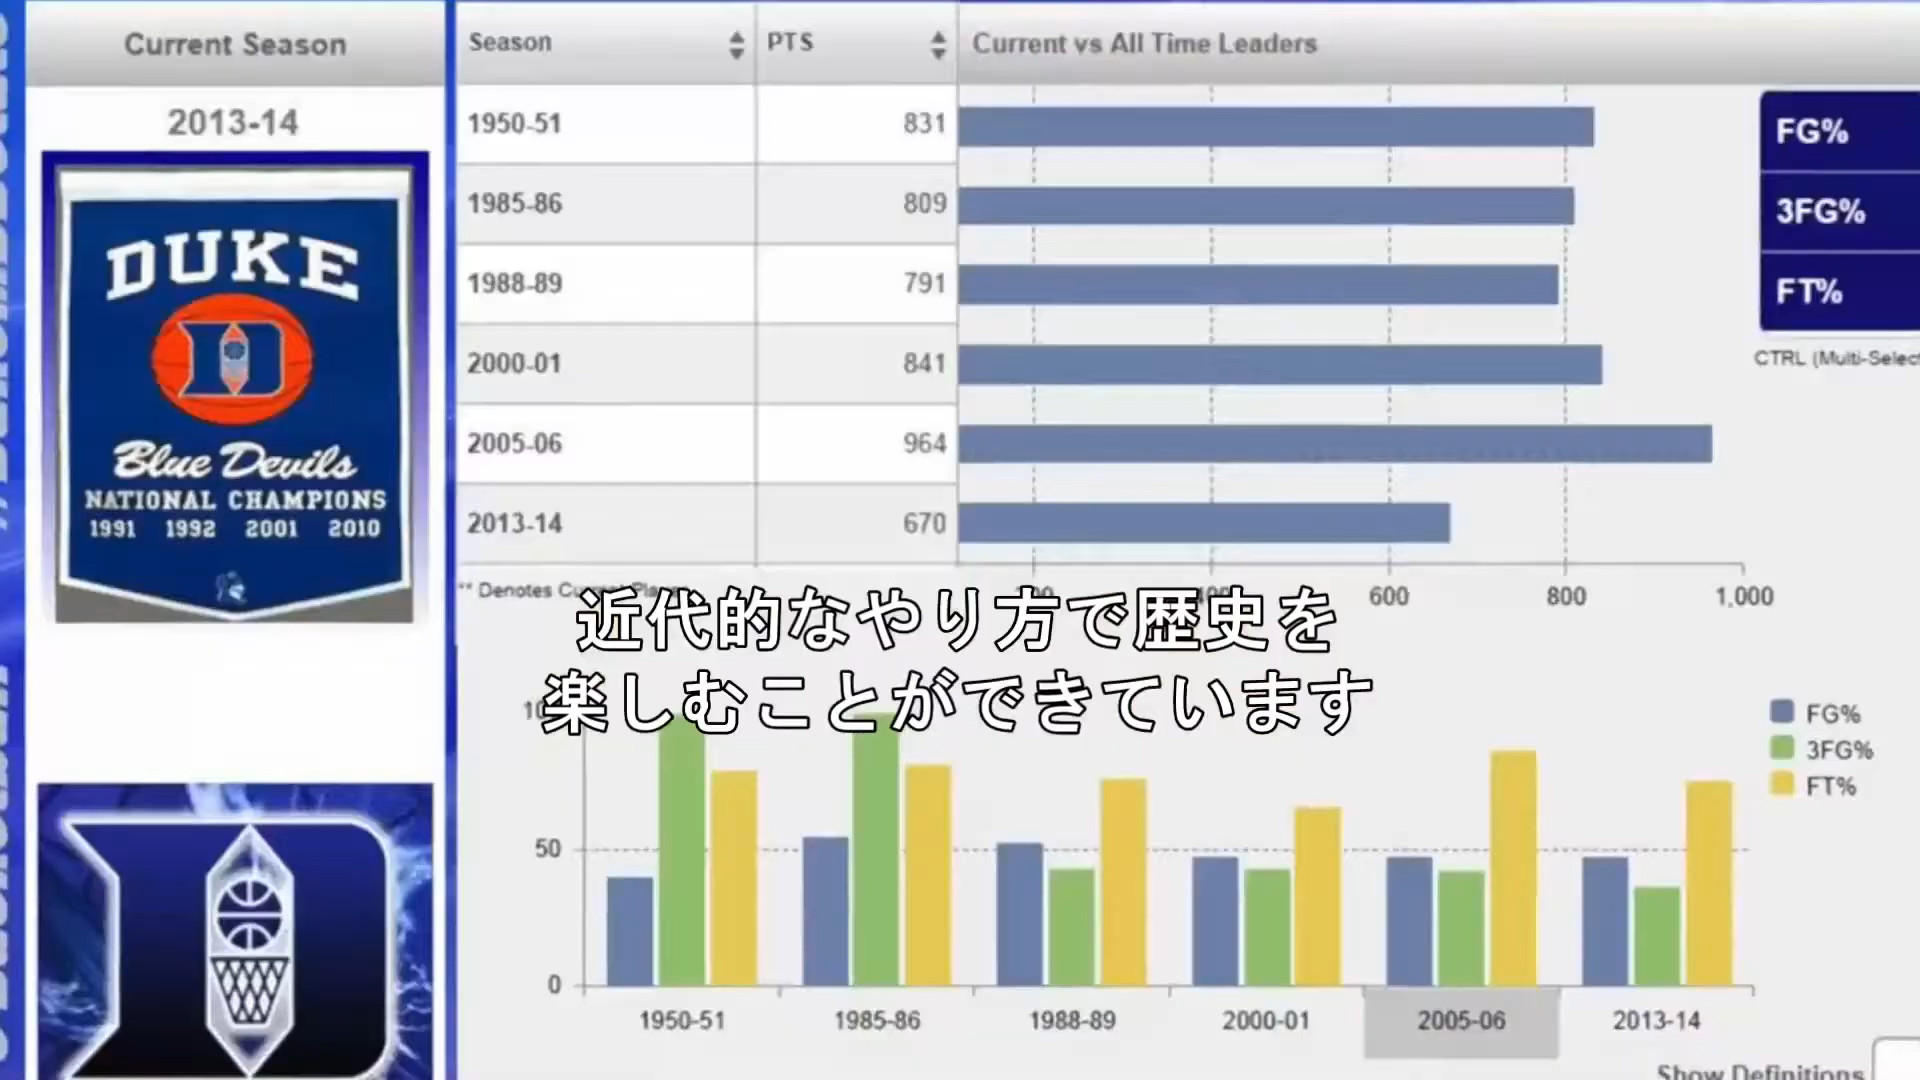 Current Season
2013-14
DUKE
D
Blue Devils
NATIONAL CHAMPIONS
1991 1992 2001 2010
Season PTS Current vs All Time Leaders
1950-51 831
1985-86 809
1988-89 791
2000-01 841
2005-06 964
2013-14 670
FG%
3FG%
FT%
CTRL (Multi-Select
** Denotes
600 800 1,000
近代的なやり方で歴史を
楽しむことができています
50
0
1950-51 1985-86 1988-89 2000-01 2005-06 2013-14
FG%
3FG%
FT%
Show Definitions
D